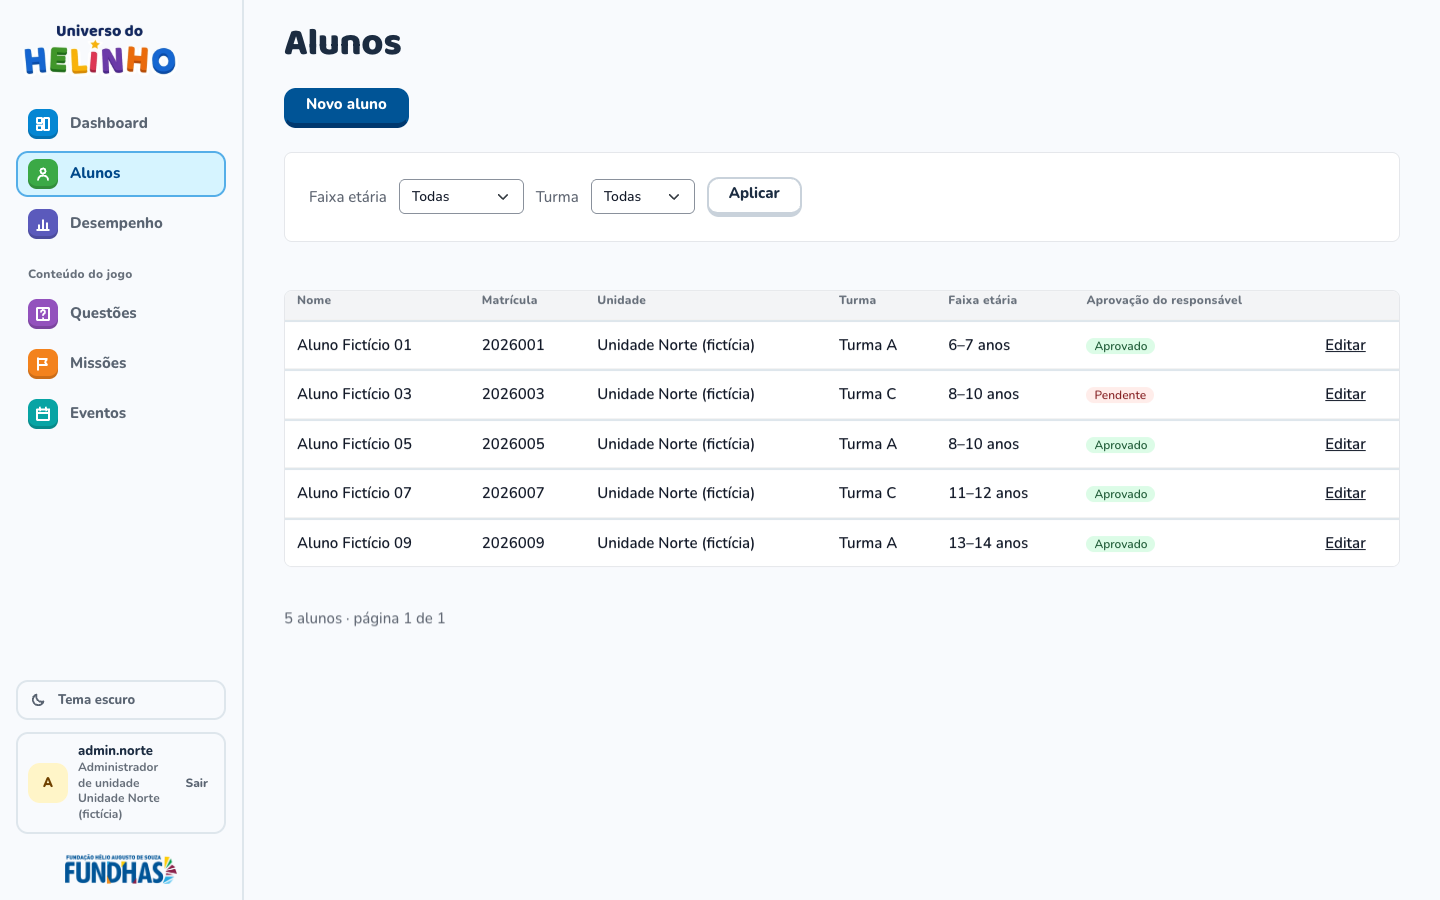 Universo do
HELINHO
Dashboard
Alunos
Desempenho
Conteúdo do jogo
Questões
Missões
Eventos
Tema escuro
A
admin.norte
Administrador
de unidade
Unidade Norte
(fictícia)
Sair
FUNDAÇÃO HÉLIO AUGUSTO DE SOUZA
FUNDHAS
Alunos
Novo aluno
Faixa etária Todas Turma Todas Aplicar
Nome Matrícula Unidade Turma Faixa etária Aprovação do responsável
Aluno Fictício 01 2026001 Unidade Norte (fictícia) Turma A 6–7 anos Aprovado Editar
Aluno Fictício 03 2026003 Unidade Norte (fictícia) Turma C 8–10 anos Pendente Editar
Aluno Fictício 05 2026005 Unidade Norte (fictícia) Turma A 8–10 anos Aprovado Editar
Aluno Fictício 07 2026007 Unidade Norte (fictícia) Turma C 11–12 anos Aprovado Editar
Aluno Fictício 09 2026009 Unidade Norte (fictícia) Turma A 13–14 anos Aprovado Editar
5 alunos · página 1 de 1